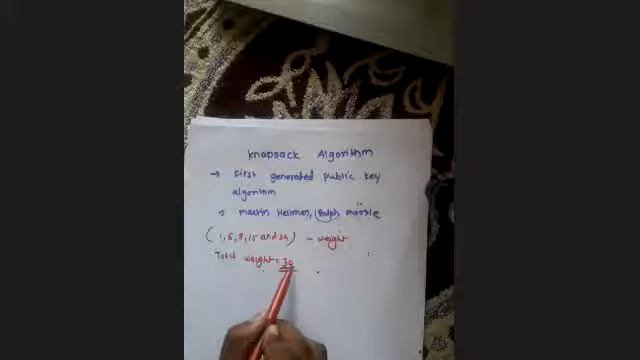 Knapsack Algorithm
→ First generated public key
algorithm
→ Martin Hellman, Ralph Markle
(1,6,8,15 and 24) - weight
Total weight = 30